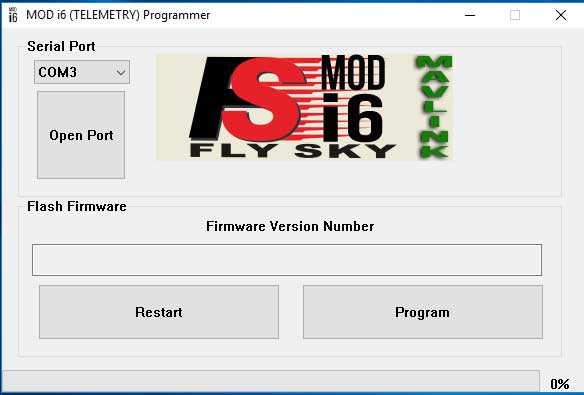 MOD i6 MOD i6 (TELEMETRY) Programmer
Serial Port
COM3
Open Port
FS MOD i6
FLY SKY
MAVLINK
Flash Firmware
Firmware Version Number
Restart
Program
0%